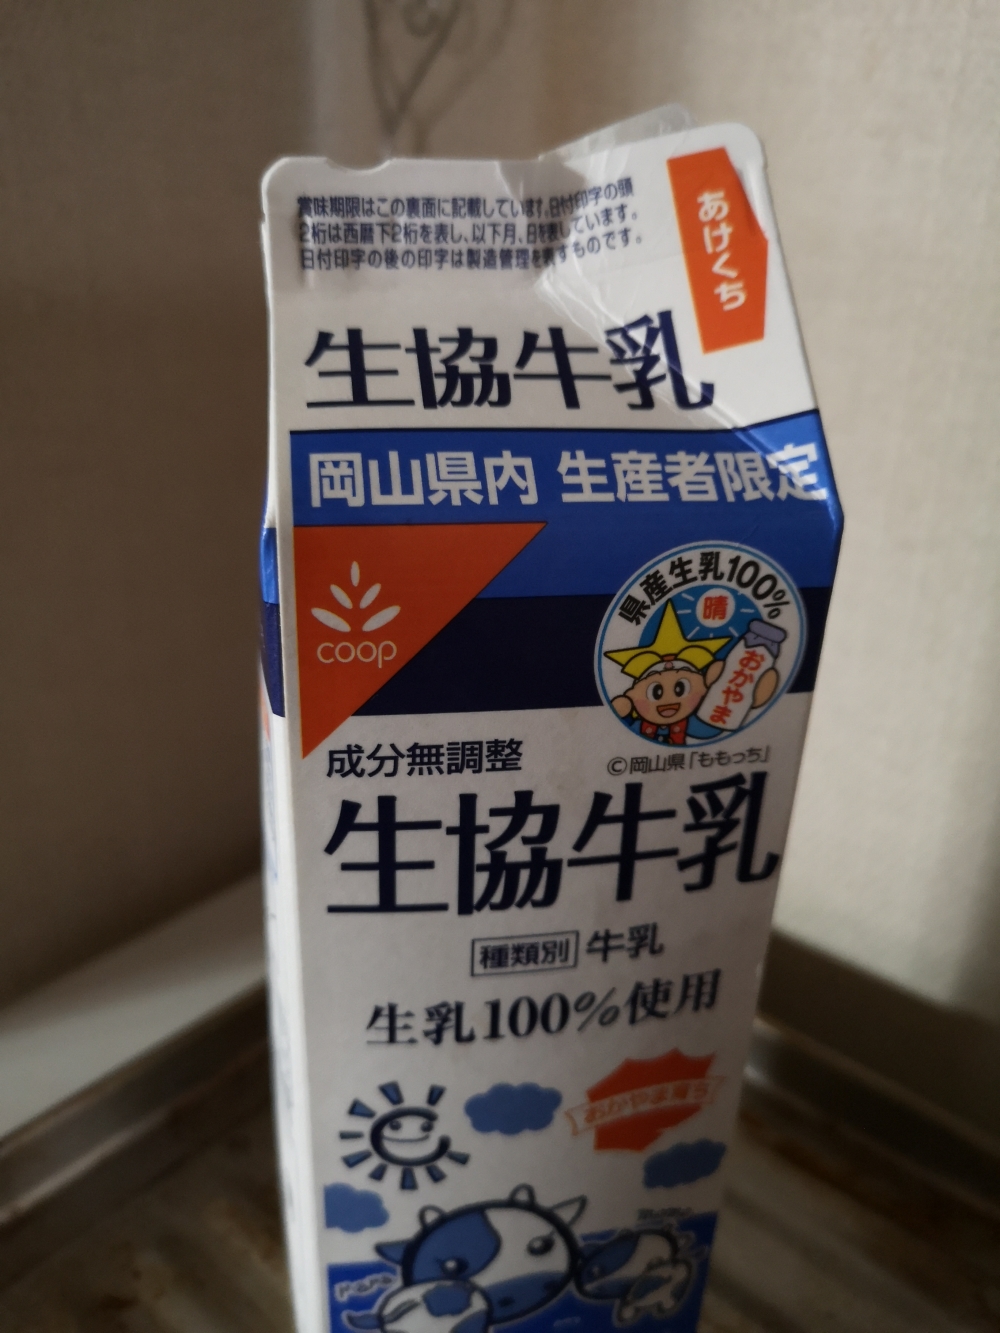 賞味期限はこの裏面に記載しています。日付印字の頭
2桁は西暦下2桁を表し、以下月、日を表しています。
日付印字の後の印字は製造管理を表すものです。
あけくち
生協牛乳
岡山県内 生産者限定
coop
県産生乳100%
晴
おかやま
©岡山県「ももっち」
成分無調整
生協牛乳
種類別 牛乳
生乳100%使用
おかやま育ち